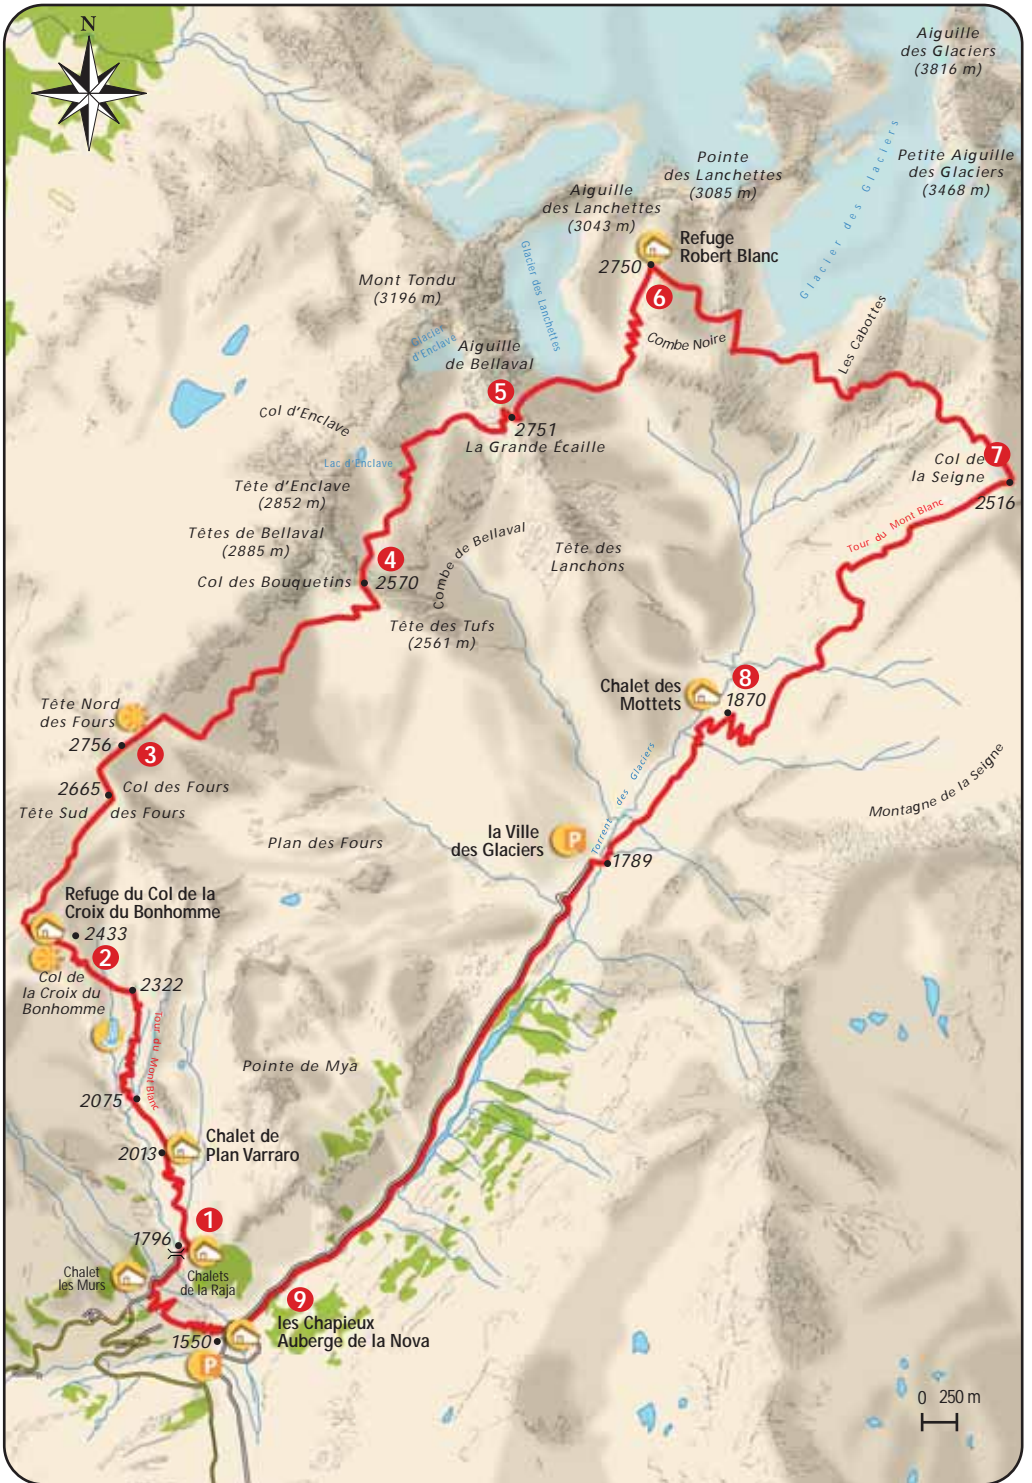 N
Aiguille
des Glaciers
(3816 m)
Petite Aiguille
des Glaciers
(3468 m)
Glacier des Glaciers
Pointe
des Lanchettes
(3085 m)
Aiguille
des Lanchettes
(3043 m)
Refuge
Robert Blanc
2750
6
Glacier des Lanchettes
Mont Tondu
(3196 m)
Glacier
d'Enclave
Combe Noire
Les Cabottes
Aiguille
de Bellaval
5
2751
La Grande Écaille
Col d'Enclave
Lac d'Enclave
7
Col de
la Seigne
2516
Tour du Mont Blanc
Tête d'Enclave
(2852 m)
Têtes de Bellaval
(2885 m)
Combe de Bellaval
Tête des
Lanchons
4
Col des Bouquetins
2570
Tête des Tufs
(2561 m)
Chalet des
Mottets
8
1870
Tête Nord
des Fours
2756
3
2665
Col des Fours
Tête Sud des Fours
Torrent des Glaciers
Montagne de la Seigne
Plan des Fours
la Ville
des Glaciers
P
1789
Refuge du Col de la
Croix du Bonhomme
2433
2
Col de
la Croix du
Bonhomme
2322
Tour du Mont Blanc
Pointe de Mya
2075
Chalet de
Plan Varraro
2013
1
1796
Chalet
les Murs
Chalets
de la Raja
9
les Chapieux
Auberge de la Nova
1550
P
0 250 m